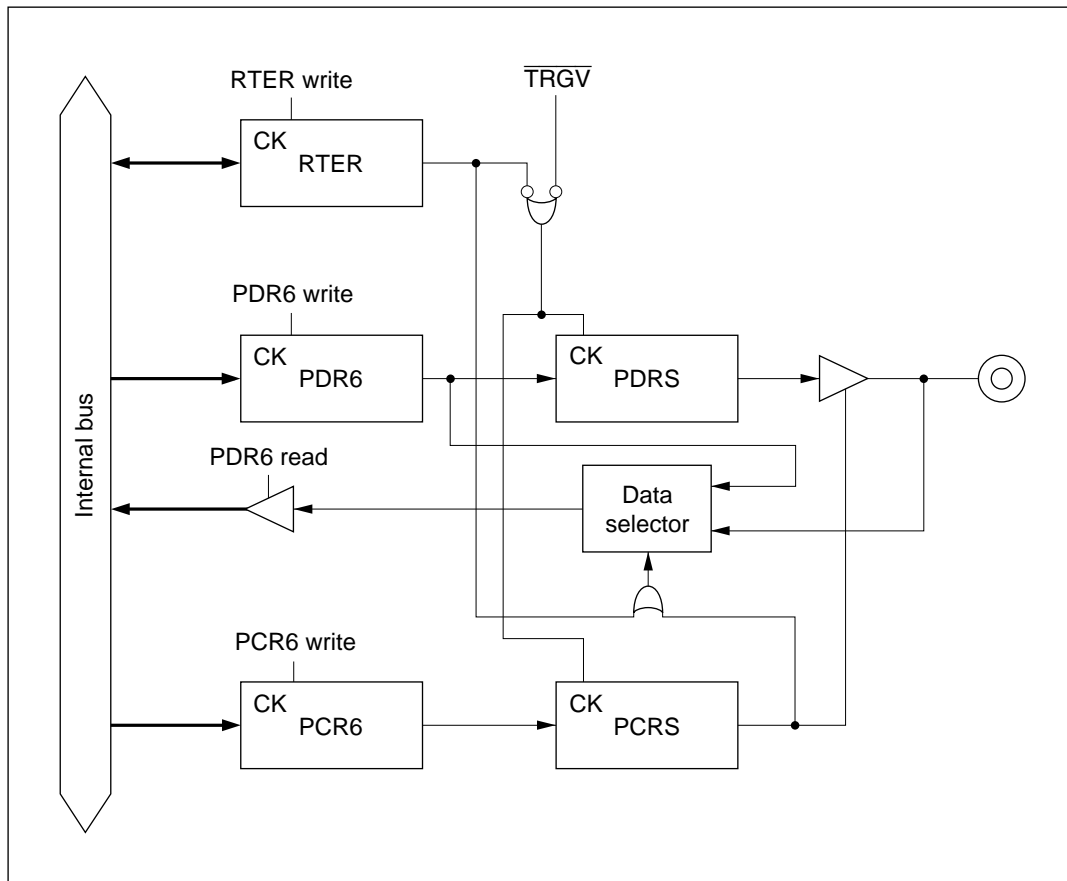 RTER write
CK
RTER
T̅R̅G̅V̅
PDR6 write
CK
PDR6
CK
PDRS
Internal bus
PDR6 read
Data
selector
PCR6 write
CK
PCR6
CK
PCRS